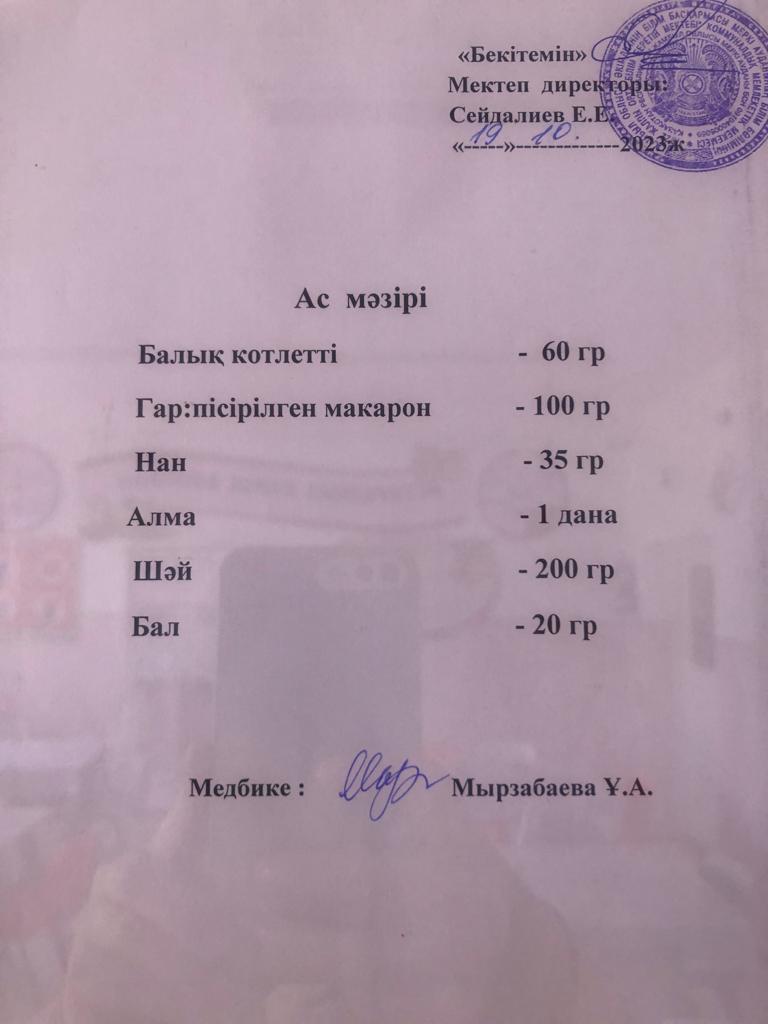 «Бекітемін»
Мектеп директоры:
Сейдалиев Е.Е.
«--19--»---10.----------2023ж
Ас мәзірі
Балық котлетті - 60 гр
Гар:пісірілген макарон - 100 гр
Нан - 35 гр
Алма - 1 дана
Шәй - 200 гр
Бал - 20 гр
Медбике : Мырзабаева Ұ.А.